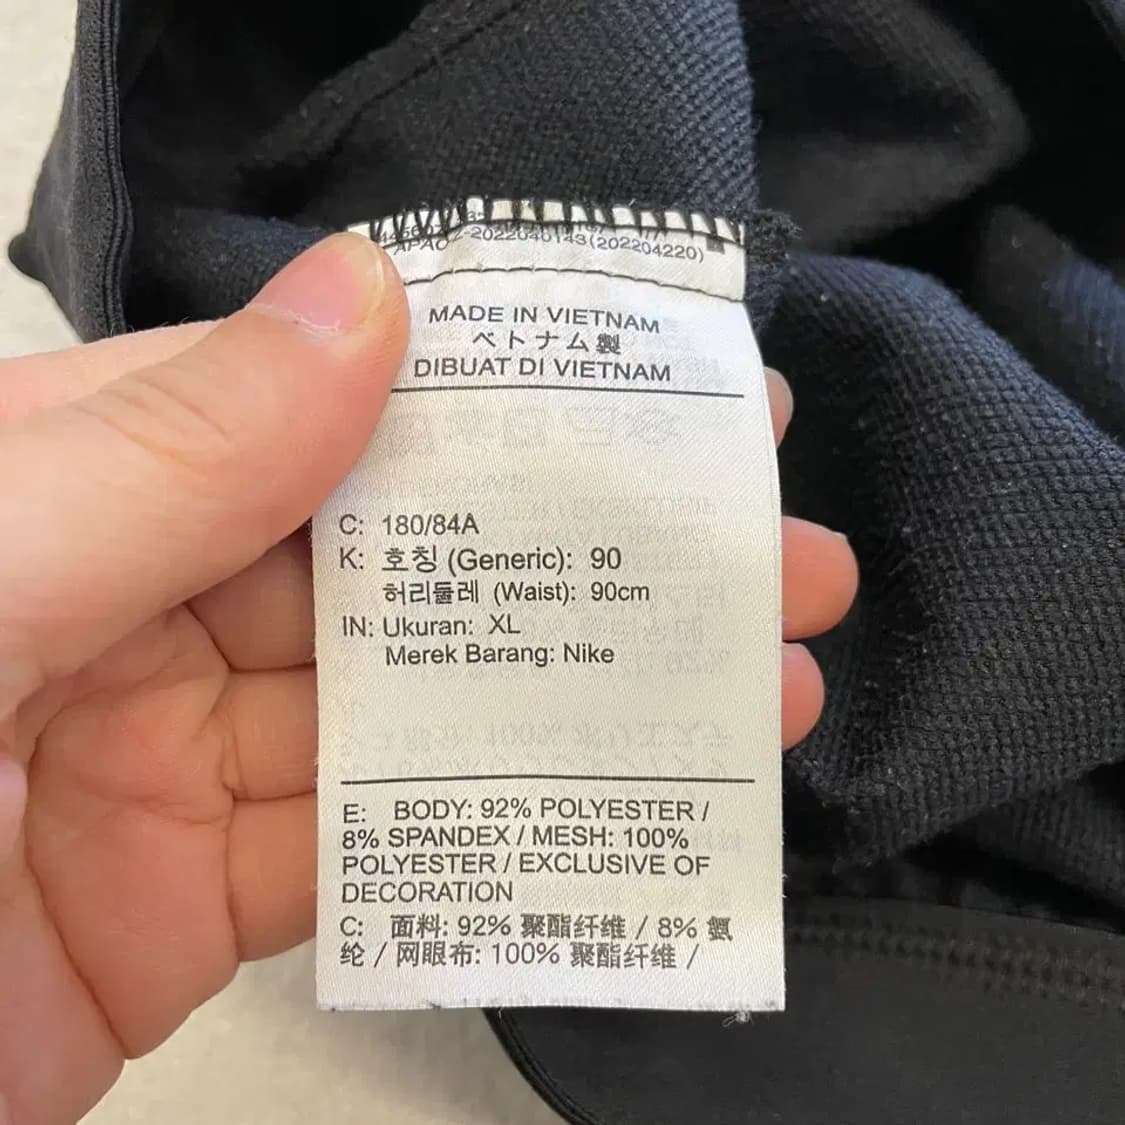 APAC Z-2022040143(202204220)
MADE IN VIETNAM
ベトナム製
DIBUAT DI VIETNAM
C: 180/84A
K: 호칭 (Generic): 90
허리둘레 (Waist): 90cm
IN: Ukuran: XL
Merek Barang: Nike
E: BODY: 92% POLYESTER /
8% SPANDEX / MESH: 100%
POLYESTER / EXCLUSIVE OF
DECORATION
C: 面料: 92% 聚酯纤维 / 8% 氨
纶 / 网眼布: 100% 聚酯纤维 /